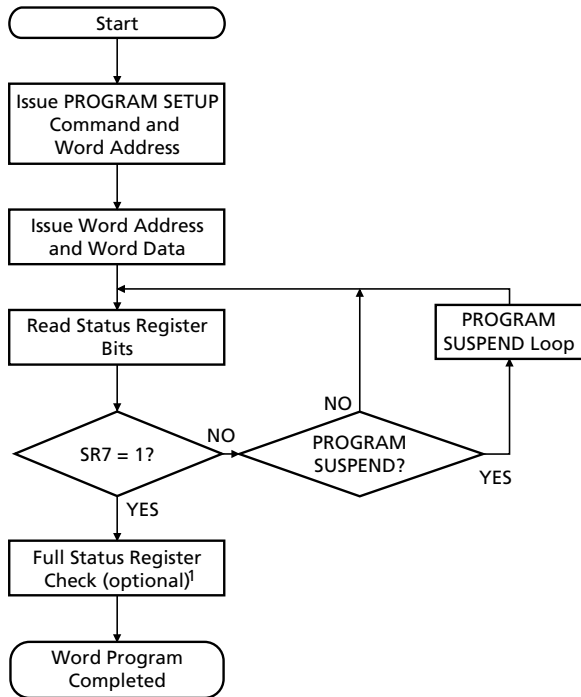 Start
Issue PROGRAM SETUP
Command and
Word Address
Issue Word Address
and Word Data
Read Status Register
Bits
PROGRAM
SUSPEND Loop
SR7 = 1?
NO
PROGRAM
SUSPEND?
NO
YES
YES
Full Status Register
Check (optional)1
Word Program
Completed